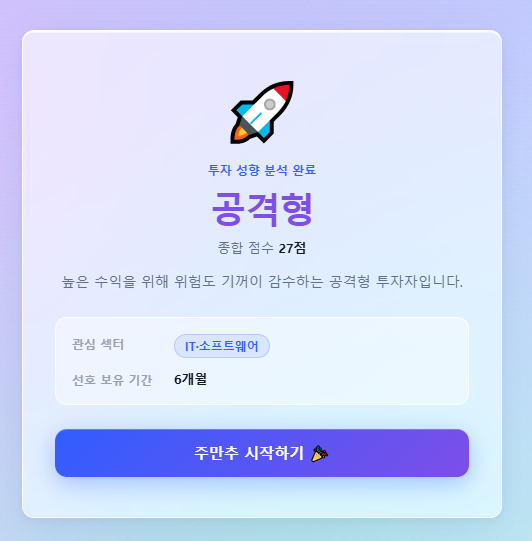 투자 성향 분석 완료
공격형
종합 점수 27점
높은 수익을 위해 위험도 기꺼이 감수하는 공격형 투자자입니다.
관심 섹터 IT·소프트웨어
선호 보유 기간 6개월
주만추 시작하기 🎉